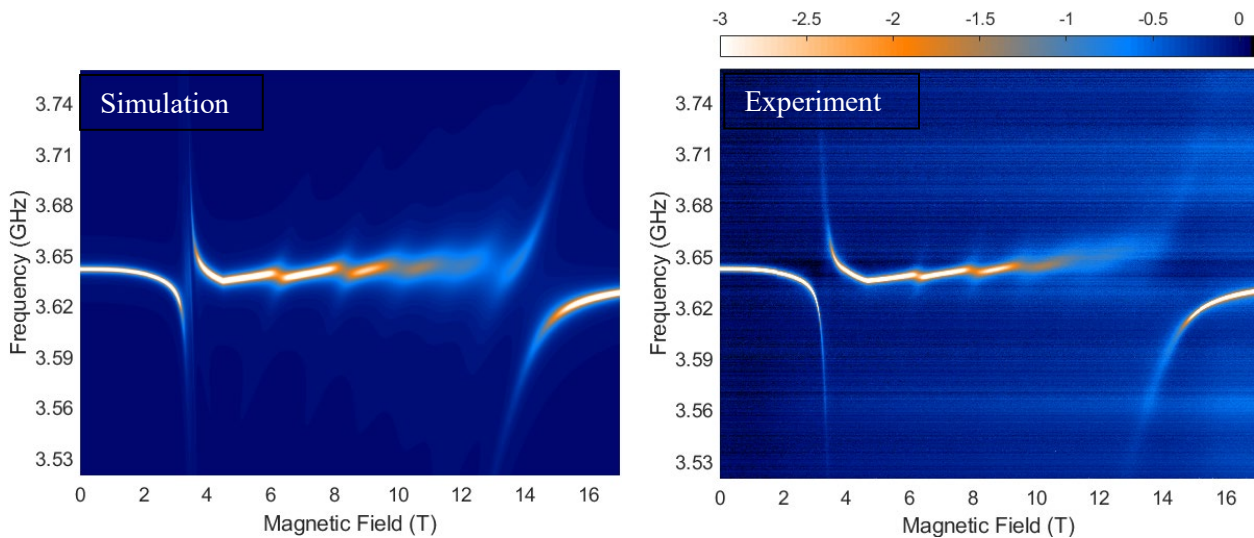 -3 -2.5 -2 -1.5 -1 -0.5 0
Simulation
3.74
3.71
3.68
3.65
3.62
3.59
3.56
3.53
Frequency (GHz)
0 2 4 6 8 10 12 14 16
Magnetic Field (T)
Experiment
3.74
3.71
3.68
3.65
3.62
3.59
3.56
3.53
Frequency (GHz)
0 2 4 6 8 10 12 14 16
Magnetic Field (T)